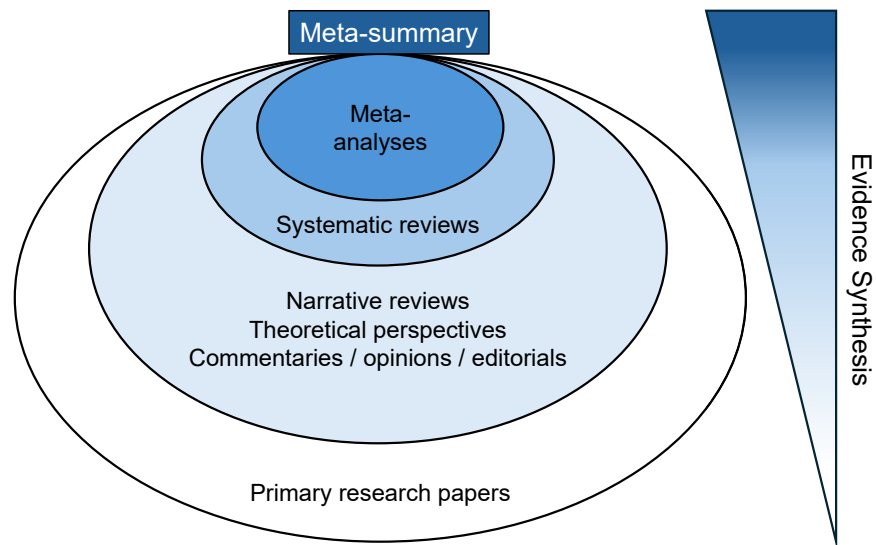 Meta-summary
Meta-
analyses
Systematic reviews
Narrative reviews
Theoretical perspectives
Commentaries / opinions / editorials
Primary research papers
Evidence Synthesis